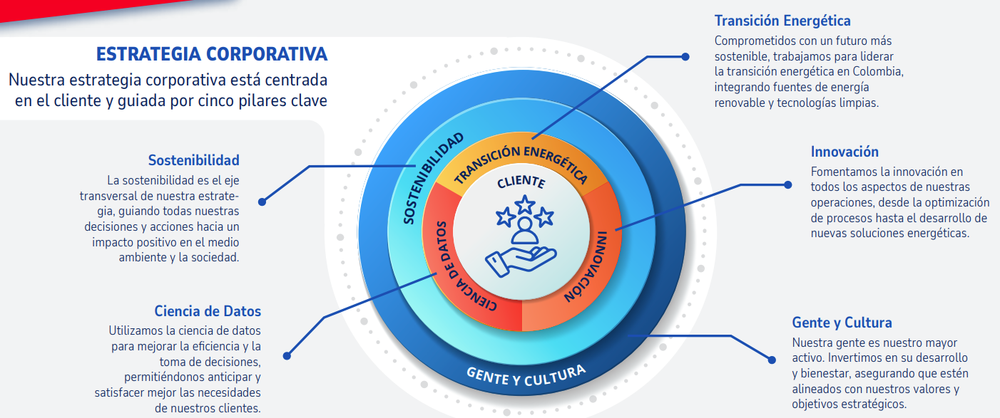 ESTRATEGIA CORPORATIVA
Nuestra estrategia corporativa está centrada
en el cliente y guiada por cinco pilares clave
Sostenibilidad
La sostenibilidad es el eje
transversal de nuestra estrate-
gia, guiando todas nuestras
decisiones y acciones hacia un
impacto positivo en el medio
ambiente y la sociedad.
Ciencia de Datos
Utilizamos la ciencia de datos
para mejorar la eficiencia y la
toma de decisiones,
permitiéndonos anticipar y
satisfacer mejor las necesidades
de nuestros clientes.
SOSTENIBILIDAD
TRANSICIÓN ENERGÉTICA
CLIENTE
CIENCIA DE DATOS
INNOVACIÓN
GENTE Y CULTURA
Transición Energética
Comprometidos con un futuro más
sostenible, trabajamos para liderar
la transición energética en Colombia,
integrando fuentes de energía
renovable y tecnologías limpias.
Innovación
Fomentamos la innovación en
todos los aspectos de nuestras
operaciones, desde la optimización
de procesos hasta el desarrollo de
nuevas soluciones energéticas.
Gente y Cultura
Nuestra gente es nuestro mayor
activo. Invertimos en su desarrollo
y bienestar, asegurando que estén
alineados con nuestros valores y
objetivos estratégicos.